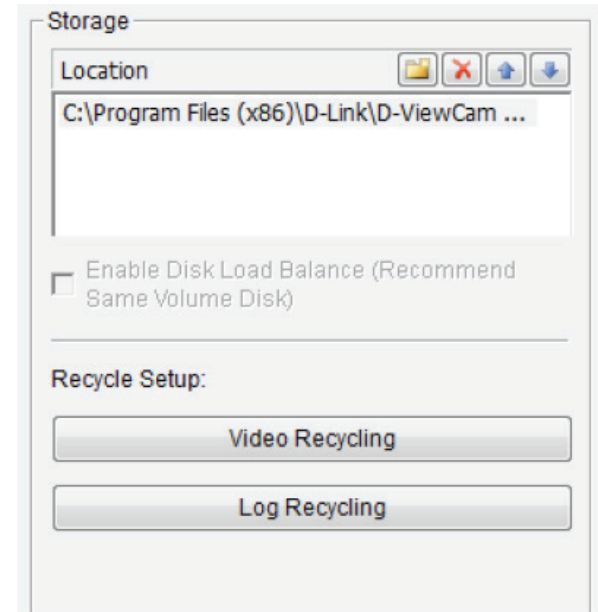 Storage
Location
C:\Program Files (x86)\D-Link\D-ViewCam ...
Enable Disk Load Balance (Recommend
Same Volume Disk)
Recycle Setup:
Video Recycling
Log Recycling